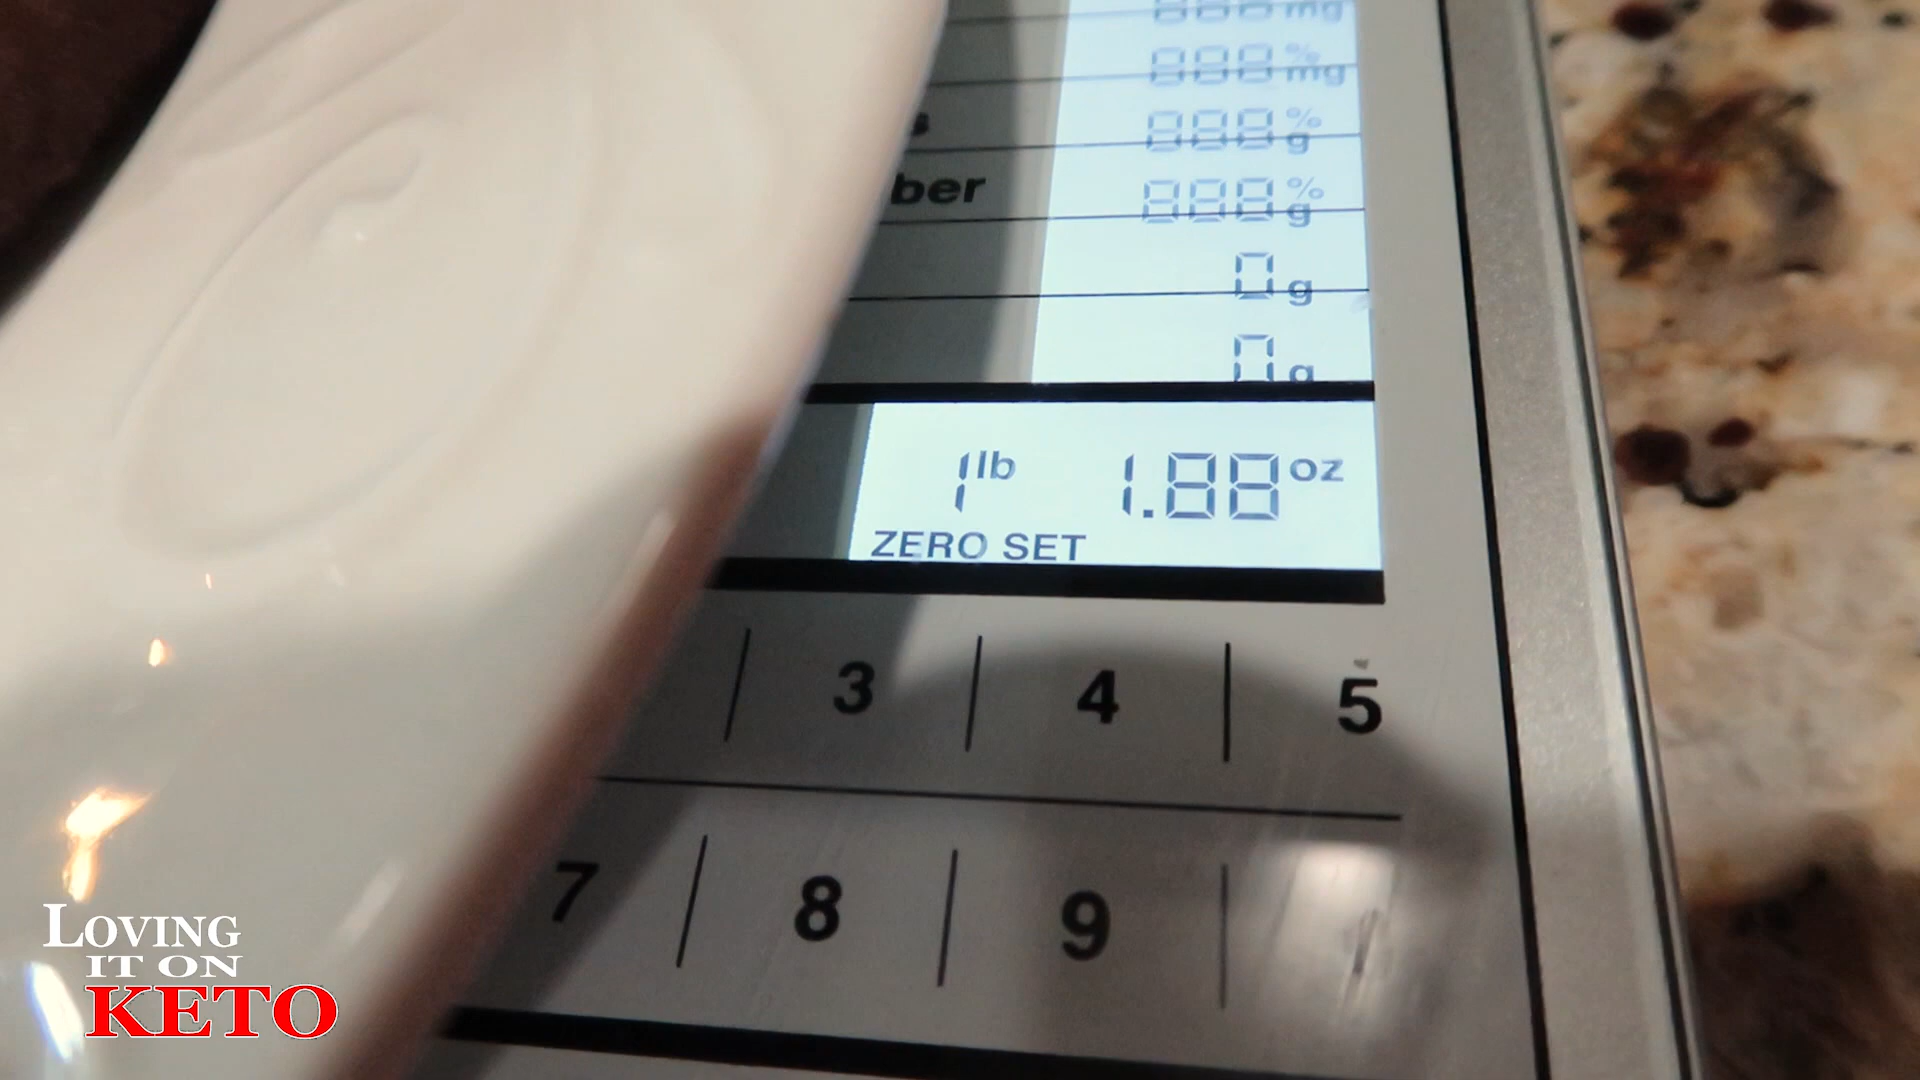 888 mg
888 % mg
s 888 % g
ber 888 % g
0 g
0 g
1 lb 1.88 oz
ZERO SET
3 4 5
7 8 9
LOVING
IT ON
KETO